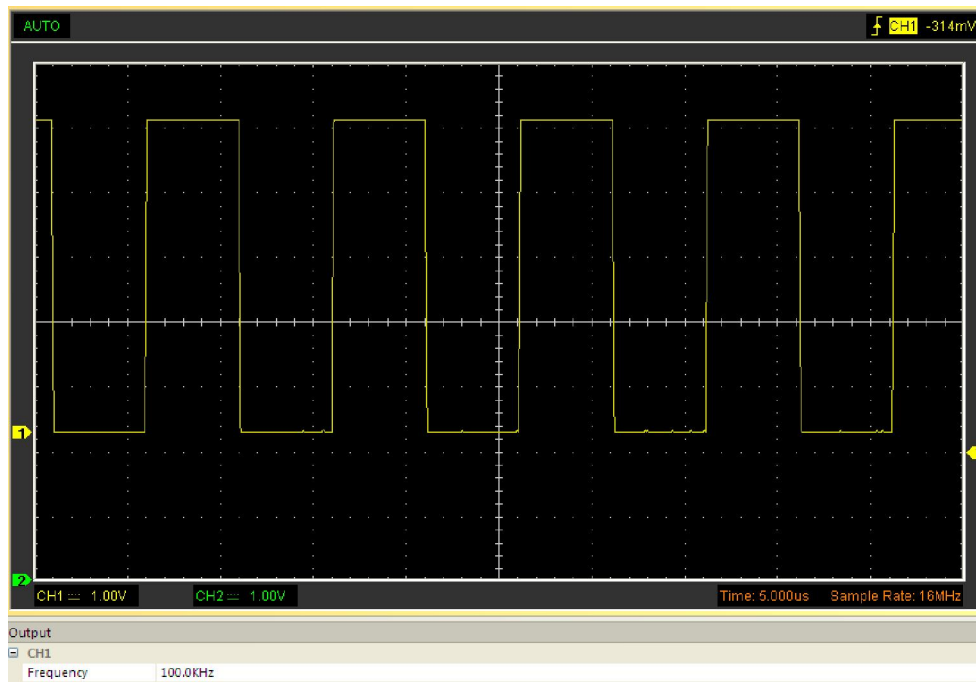 AUTO
CH1 -314mV
1
2
CH1 1.00V
CH2 1.00V
Time: 5.000us
Sample Rate: 16MHz
Output
CH1
Frequency 100.0KHz